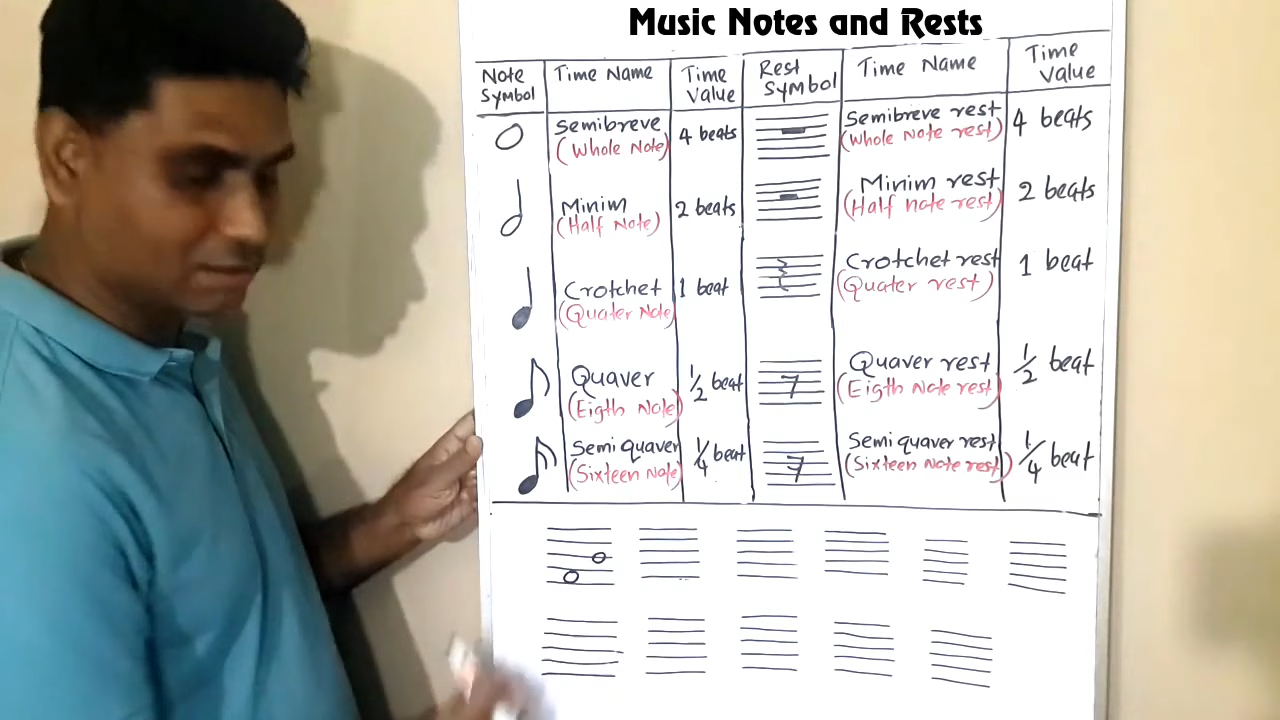 Music Notes and Rests
Note Symbol Time Name Time Value Rest Symbol Time Name Time Value
Semibreve 4 beats Semibreve rest 4 beats
(Whole Note) (Whole Note rest)
Minim 2 beats Minim rest 2 beats
(Half Note) (Half note rest)
Crotchet 1 beat Crotchet rest 1 beat
(Quater Note) (Quater rest)
Quaver 1/2 beat Quaver rest 1/2 beat
(Eigth Note) (Eigth Note rest)
Semiquaver 1/4 beat Semiquaver rest 1/4 beat
(Sixteen Note) (Sixteen Note rest)